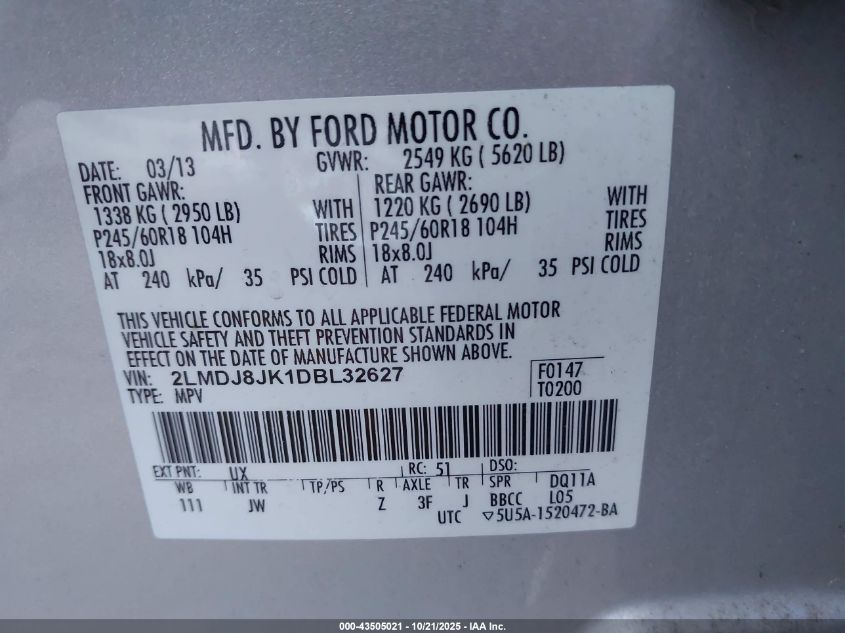 MFD. BY FORD MOTOR CO.
DATE: 03/13 GVWR: 2549 KG ( 5620 LB)
FRONT GAWR: REAR GAWR:
1338 KG ( 2950 LB) WITH 1220 KG ( 2690 LB) WITH
P245/60R18 104H TIRES P245/60R18 104H TIRES
18x8.0J RIMS 18x8.0J RIMS
AT 240 kPa/ 35 PSI COLD AT 240 kPa/ 35 PSI COLD
THIS VEHICLE CONFORMS TO ALL APPLICABLE FEDERAL MOTOR
VEHICLE SAFETY AND THEFT PREVENTION STANDARDS IN
EFFECT ON THE DATE OF MANUFACTURE SHOWN ABOVE.
VIN: 2LMDJ8JK1DBL32627 F0147
TYPE: MPV T0200
EXT PNT: UX RC: 51 DSO:
WB INT TR TP/PS R AXLE TR SPR DQ11A
111 JW Z 3F J BBCC L05
UTC ▽5U5A-1520472-BA
000-43505021 - 10/21/2025 - IAA Inc.